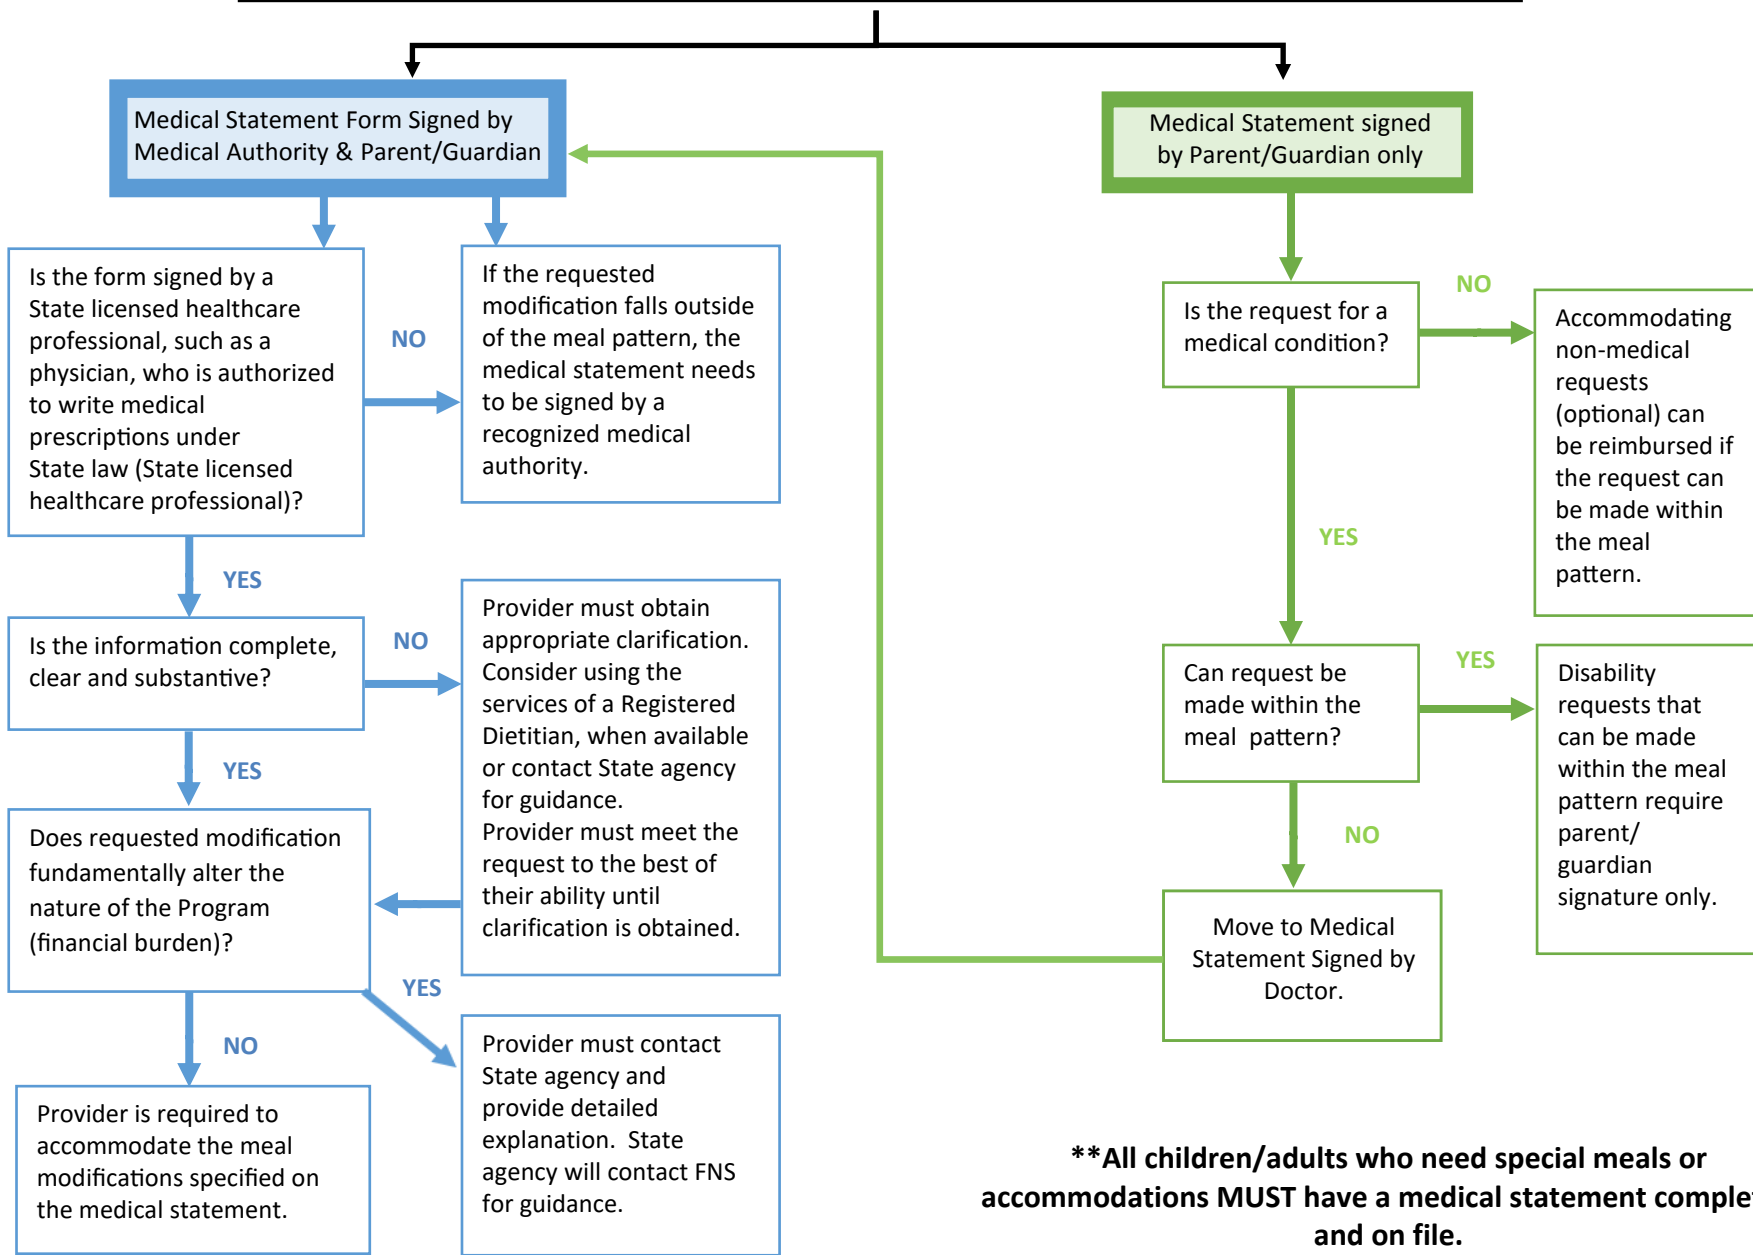 Medical Statement Form Signed by
Medical Authority & Parent/Guardian
Is the form signed by a
State licensed healthcare
professional, such as a
physician, who is authorized
to write medical
prescriptions under
State law (State licensed
healthcare professional)?
NO
If the requested
modification falls outside
of the meal pattern, the
medical statement needs
to be signed by a
recognized medical
authority.
YES
Is the information complete,
clear and substantive?
NO
Provider must obtain
appropriate clarification.
Consider using the
services of a Registered
Dietitian, when available
or contact State agency
for guidance.
Provider must meet the
request to the best of
their ability until
clarification is obtained.
YES
Does requested modification
fundamentally alter the
nature of the Program
(financial burden)?
YES
Provider must contact
State agency and
provide detailed
explanation.  State
agency will contact FNS
for guidance.
NO
Provider is required to
accommodate the meal
modifications specified on
the medical statement.
Medical Statement signed
by Parent/Guardian only
Is the request for a
medical condition?
NO
Accommodating
non-medical
requests
(optional) can
be reimbursed if
the request can
be made within
the meal
pattern.
YES
Can request be
made within the
meal  pattern?
YES
Disability
requests that
can be made
within the meal
pattern require
parent/
guardian
signature only.
NO
Move to Medical
Statement Signed by
Doctor.
**All children/adults who need special meals or
accommodations MUST have a medical statement
and on file.